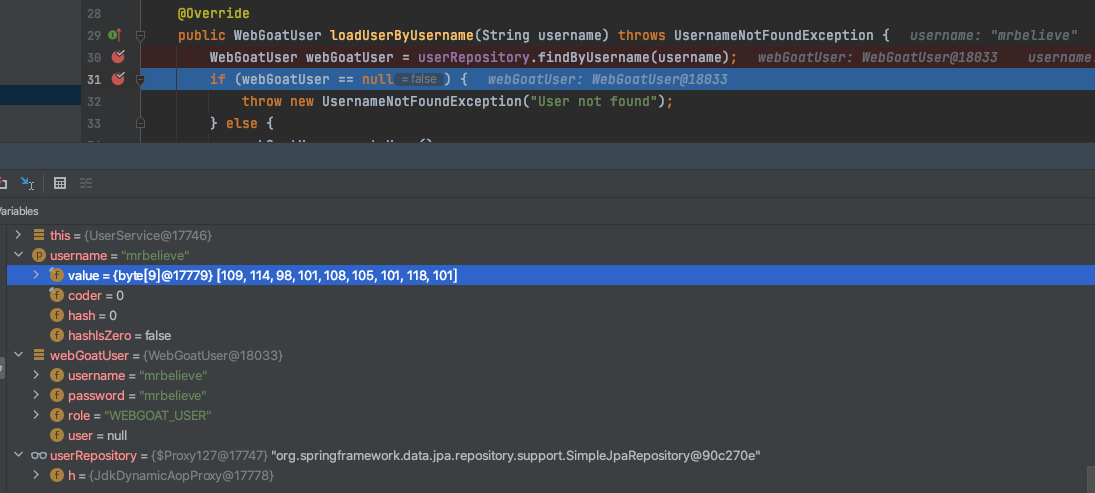 28 @Override
29 public WebGoatUser loadUserByUsername(String username) throws UsernameNotFoundException { username: "mrbelieve"
30 WebGoatUser webGoatUser = userRepository.findByUsername(username); webGoatUser: WebGoatUser@18033 username:
31 if (webGoatUser == null = false ) { webGoatUser: WebGoatUser@18033
32 throw new UsernameNotFoundException("User not found");
33 } else {
Variables
this = {UserService@17746}
p username = "mrbelieve"
f value = {byte[9]@17779} [109, 114, 98, 101, 108, 105, 101, 118, 101]
f coder = 0
f hash = 0
f hashIsZero = false
webGoatUser = {WebGoatUser@18033}
f username = "mrbelieve"
f password = "mrbelieve"
f role = "WEBGOAT_USER"
f user = null
userRepository = {$Proxy127@17747} "org.springframework.data.jpa.repository.support.SimpleJpaRepository@90c270e"
f h = {JdkDynamicAopProxy@17778}